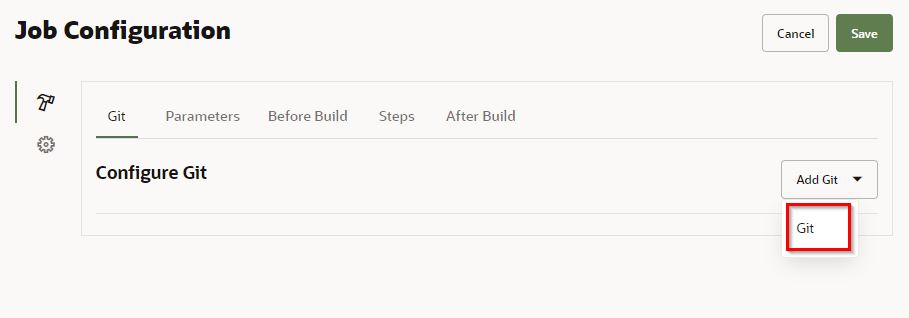 Job Configuration
Cancel
Save
Git Parameters Before Build Steps After Build
Configure Git
Add Git
Git